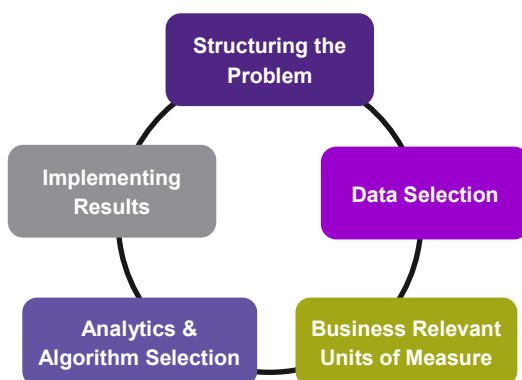 Structuring the
Problem
Data Selection
Business Relevant
Units of Measure
Analytics &
Algorithm Selection
Implementing
Results